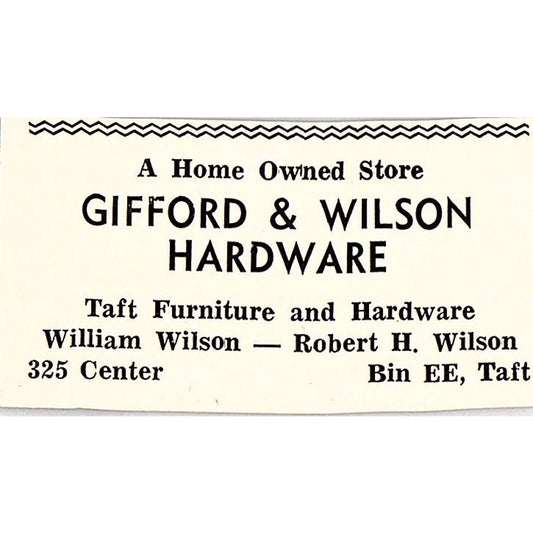 A Home Owned Store
GIFFORD & WILSON
HARDWARE
Taft Furniture and Hardware
William Wilson — Robert H. Wilson
325 Center Bin EE, Taft